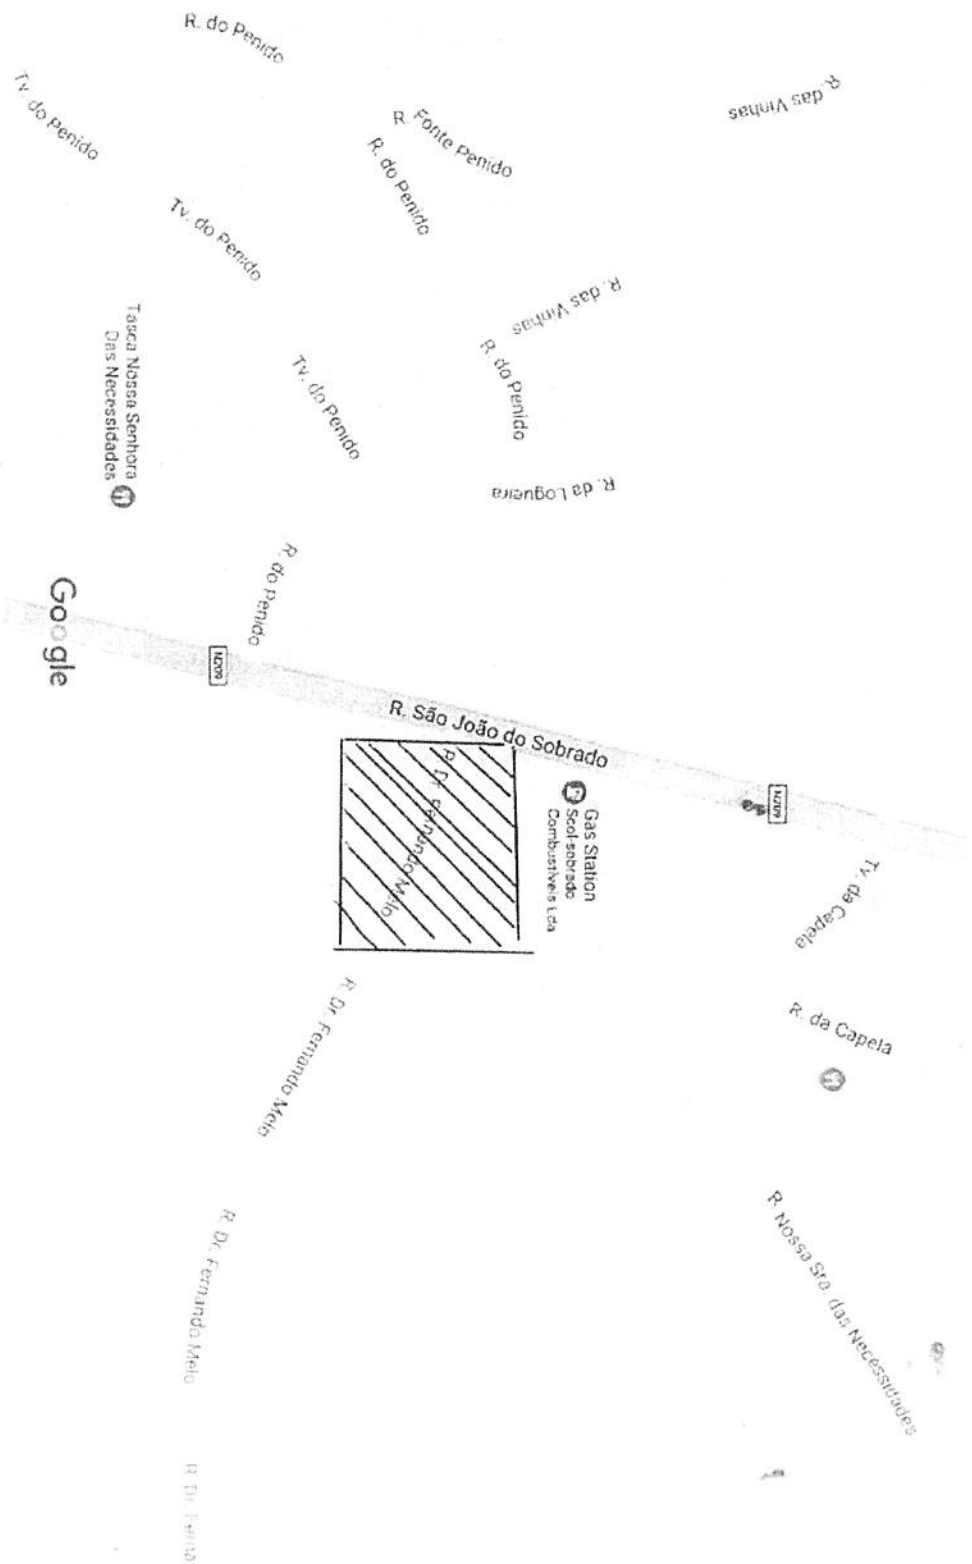 R. do Penido
Tv. do Penido
R. Fonte Penido
R. das Vinhas
R. do Penido
Tv. do Penido
R. das Vinhas
Tasca Nossa Senhora
Das Necessidades
R. do Penido
Tv. do Penido
R. da Logueira
R. do Penido
Google
N209
R. São João do Sobrado
R. Dr. Fernando Melo
Gas Station
Scol-sobrado
Combustíveis Lda
N209
Tv. da Capela
R. da Capela
R. Dr. Fernando Melo
R. Nossa Sra. das Necessidades
R. Dr. Fernando Melo